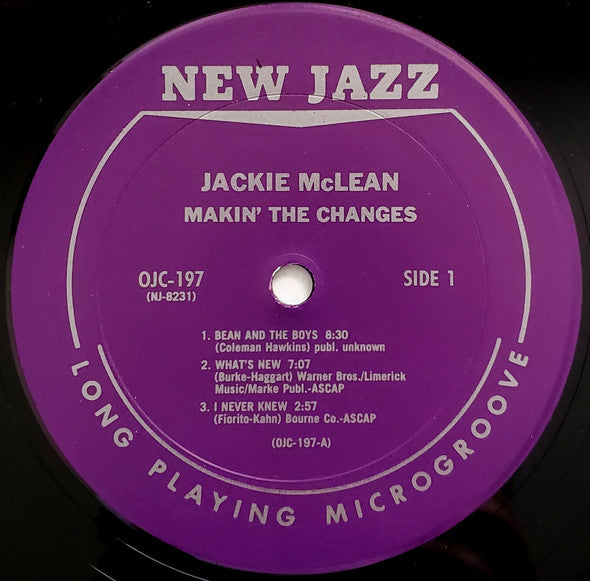 NEW JAZZ
JACKIE McLEAN
MAKIN' THE CHANGES
OJC-197
(NJ-8231)
SIDE 1
1. BEAN AND THE BOYS 8:30
(Coleman Hawkins) publ. unknown
2. WHAT'S NEW 7:07
(Burke-Haggart) Warner Bros./Limerick
Music/Marke Publ.-ASCAP
3. I NEVER KNEW 2:57
(Fiorito-Kahn) Bourne Co.-ASCAP
(OJC-197-A)
LONG PLAYING MICROGROOVE